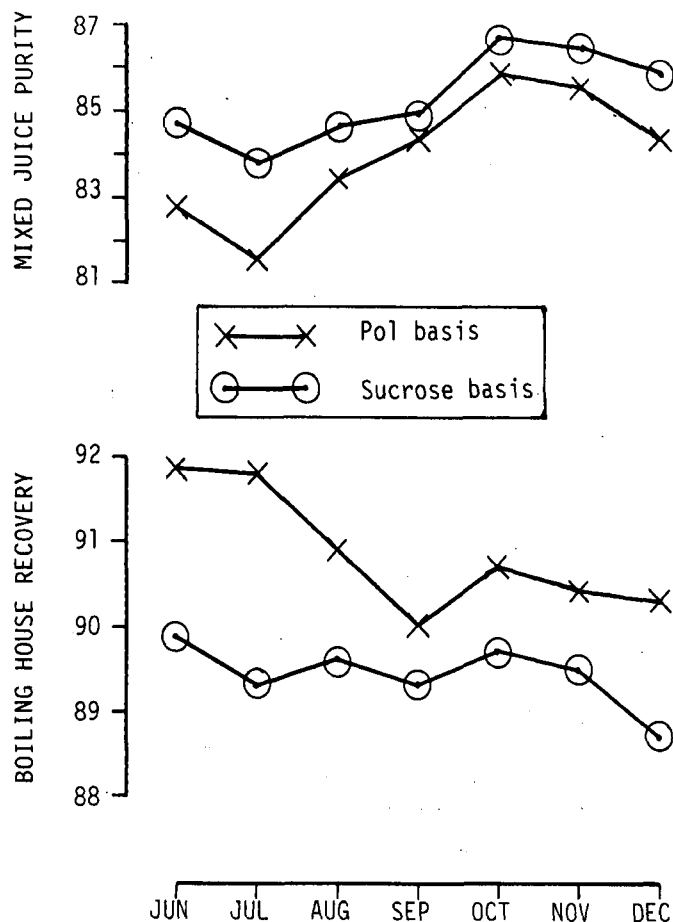 MIXED JUICE PURITY
87
85
83
81
Pol basis
Sucrose basis
BOILING HOUSE RECOVERY
92
91
90
89
88
JUN JUL AUG SEP OCT NOV DEC